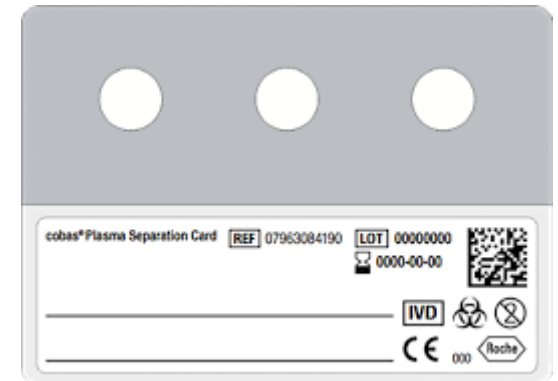 cobas® Plasma Separation Card REF 07963084190 LOT 00000000
0000-00-00
IVD
CE 000 Roche